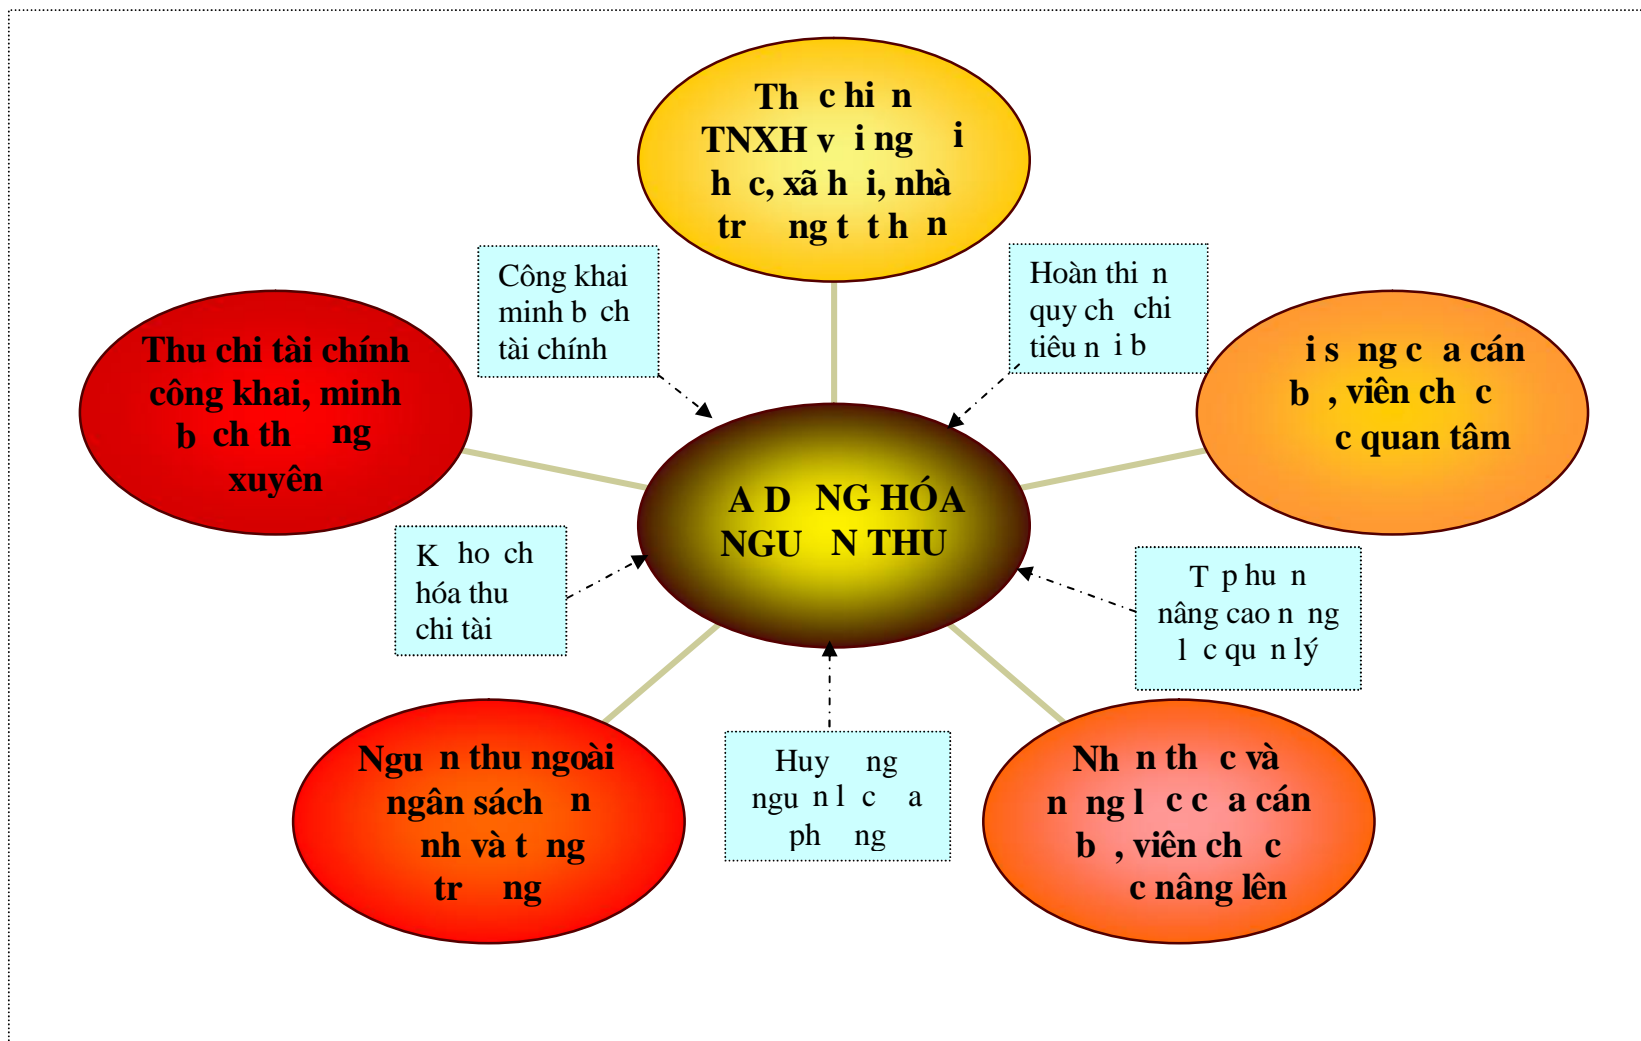 Th c hi n
TNXH v i ng i
h c, xã h i, nhà
tr ng t t h n
Công khai
minh b ch
tài chính
Hoàn thi n
quy ch chi
tiêu n i b
Thu chi tài chính
công khai, minh
b ch th ng
xuyên
i s ng c a cán
b , viên ch c
c quan tâm
A D NG HÓA
NGU N THU
K ho ch
hóa thu
chi tài
T p hu n
nâng cao n ng
l c qu n lý
Ngu n thu ngoài
ngân sách n
nh và t ng
tr ng
Huy ng
ngu n l c a
ph ng
Nh n th c và
n ng l c c a cán
b , viên ch c
c nâng lên